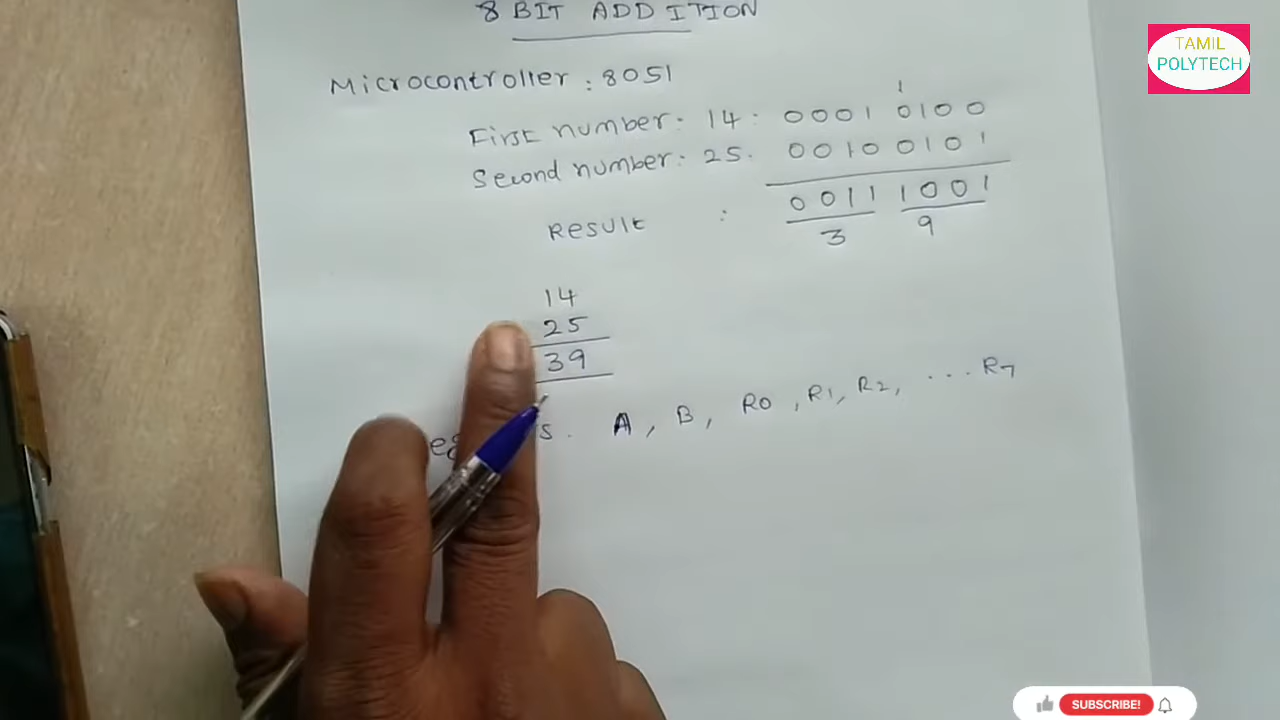 8 BIT ADDITION
Microcontroller : 8051
1
First number: 14: 0001 0100
Second number: 25. 0010 0101
Result : 0011 1001
3 9
14
25
39
A, B, R0, R1, R2, ... R7
TAMIL
POLYTECH
SUBSCRIBE!